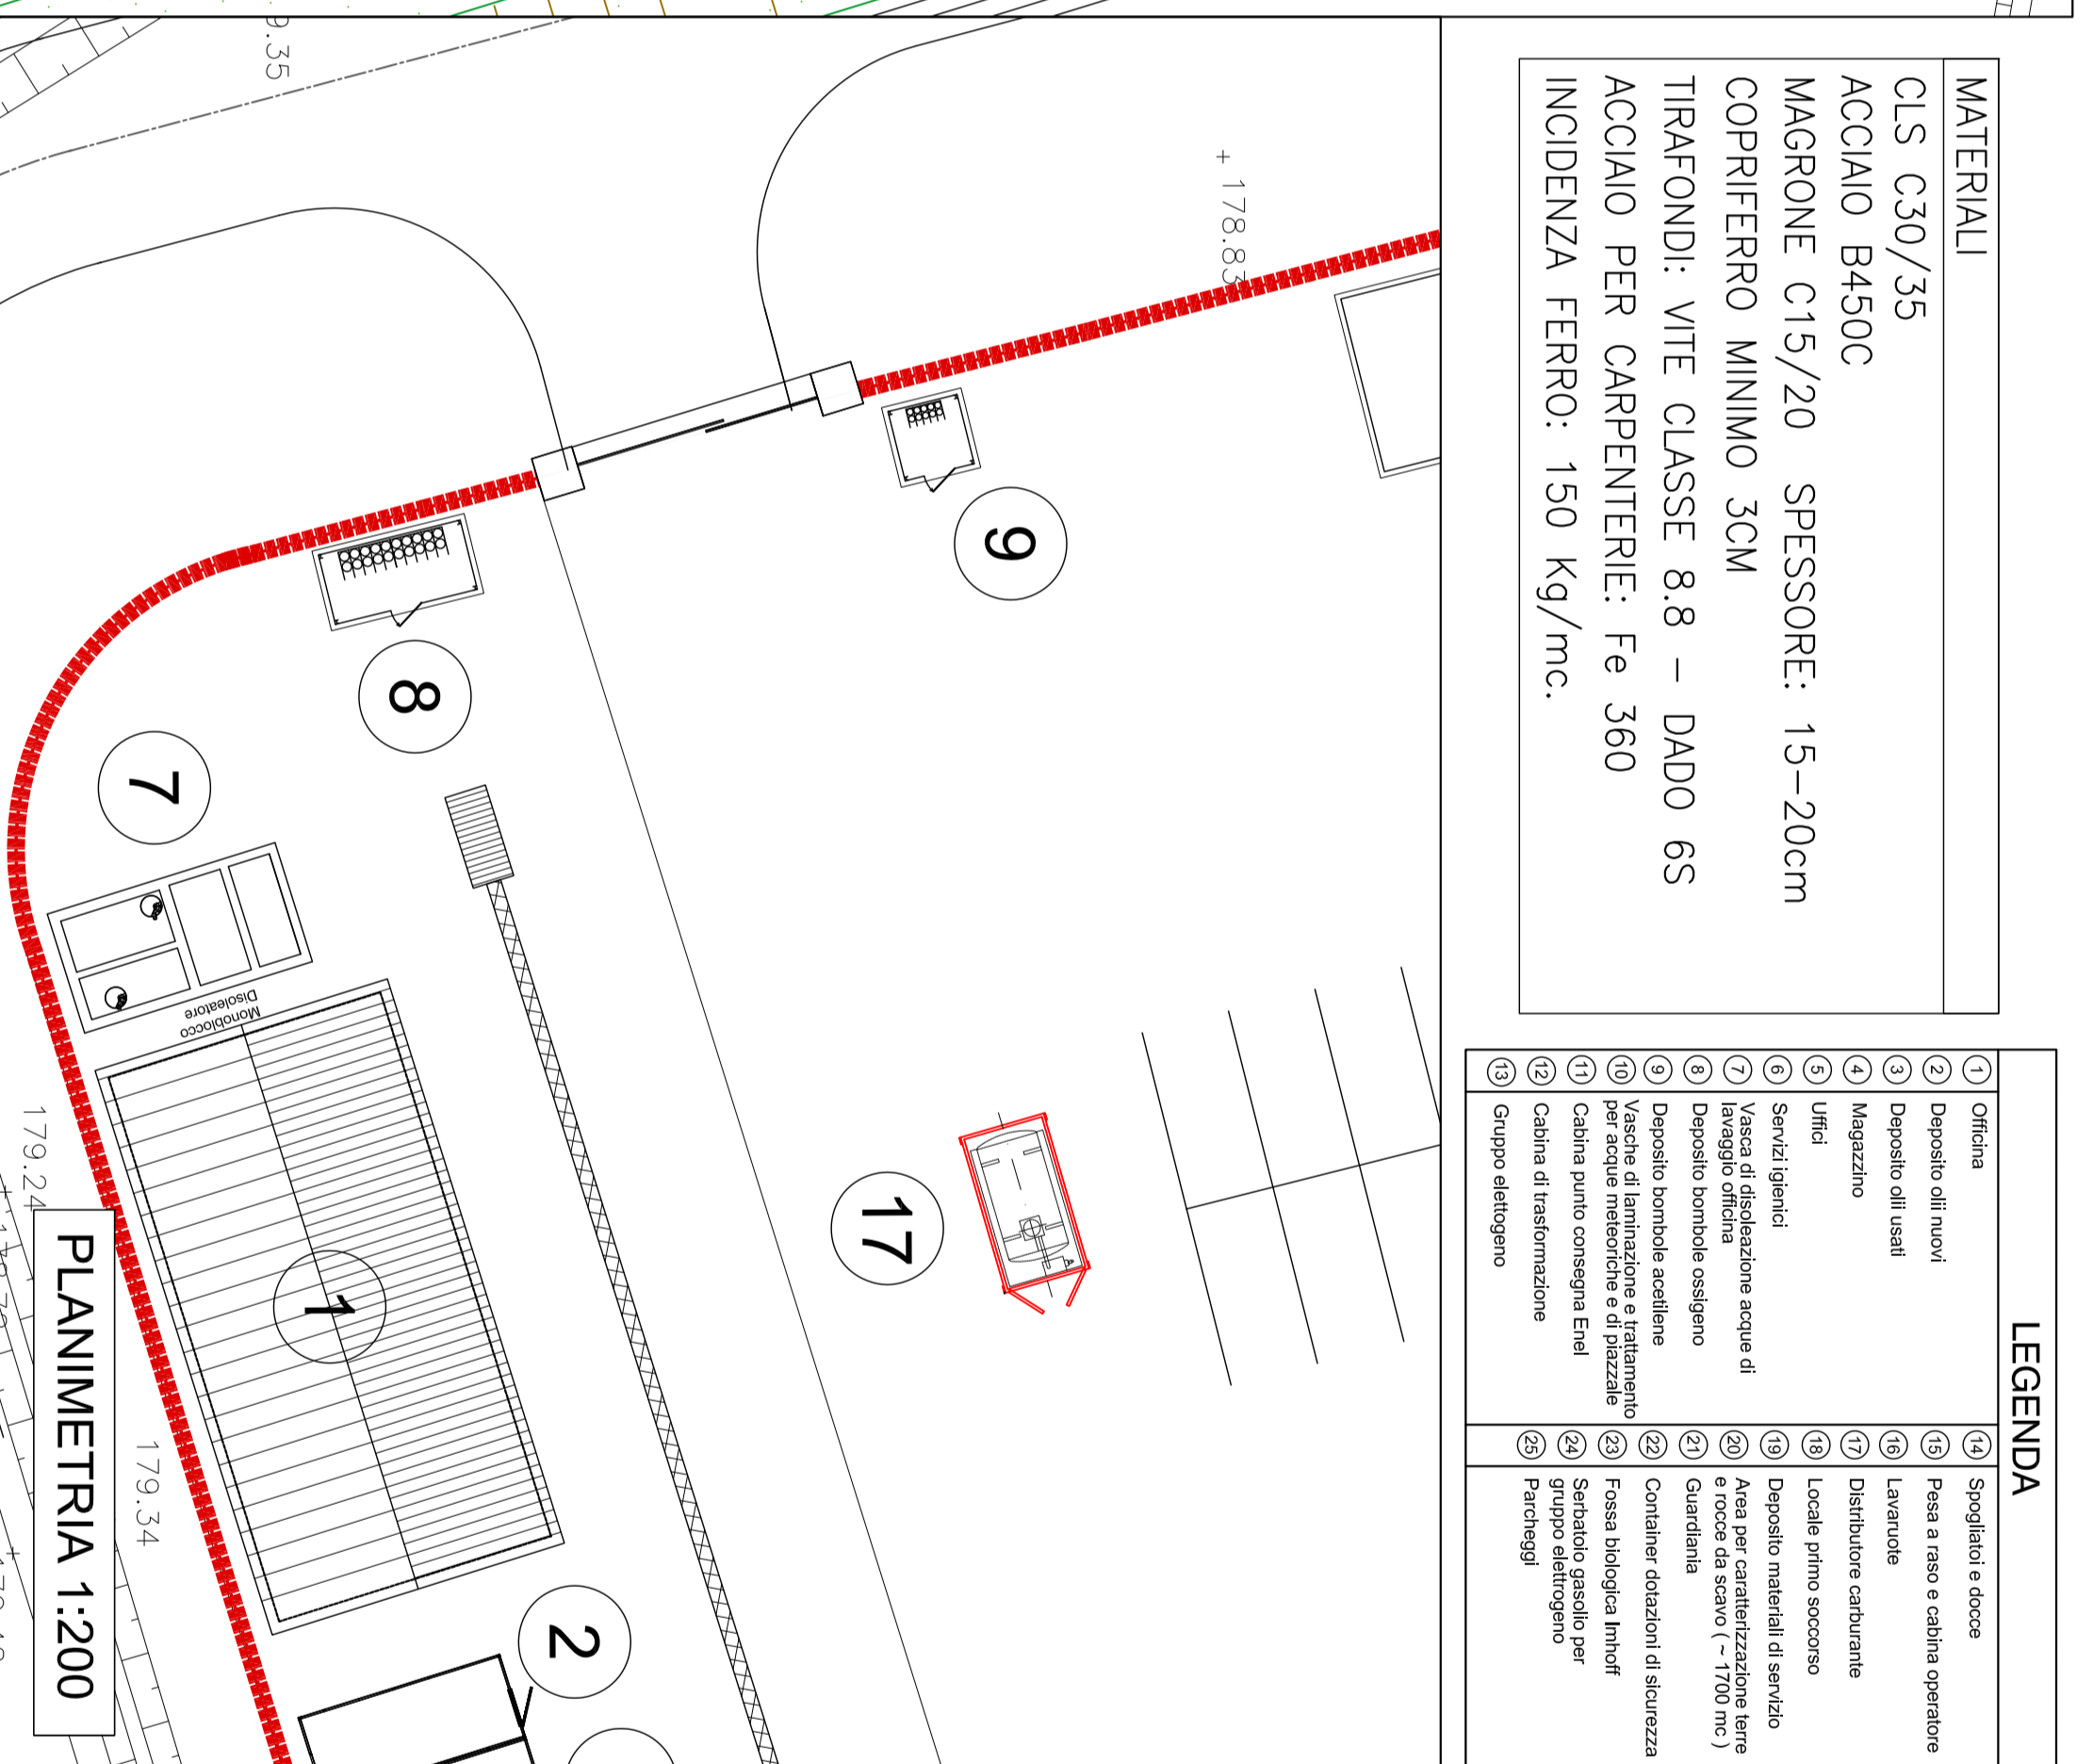 MATERIALI
CLS C30/35
ACCIAIO B450C
MAGRONE C15/20 SPESSORE: 15-20cm
COPRIFERRO MINIMO 3CM
TIRAFONDI: VITE CLASSE 8.8 - DADO 6S
ACCIAIO PER CARPENTERIE: Fe 360
INCIDENZA FERRO: 150 Kg/mc.
LEGENDA
1 Officina
2 Deposito olii nuovi
3 Deposito olii usati
4 Magazzino
5 Uffici
6 Servizi igienici
7 Vasca di disoleazione acque di
lavaggio officina
8 Deposito bombole ossigeno
9 Deposito bombole acetilene
10 Vasche di laminazione e trattamento
per acque meteoriche e di piazzale
11 Cabina punto consegna Enel
12 Cabina di trasformazione
13 Gruppo elettogeno
14 Spogliatoi e docce
15 Pesa a raso e cabina operatore
16 Lavaruote
17 Distributore carburante
18 Locale primo soccorso
19 Deposito materiali di servizio
20 Area per caratterizzazione terre
e rocce da scavo ( ~ 1700 mc )
21 Guardiania
22 Container dotazioni di sicurezza
23 Fossa biologica Imhoff
24 Serbatoio gasolio per
gruppo elettrogeno
25 Parcheggi
+ 178.83
9.35
9
8
7
17
Monoblocco
Disoleatore
1
2
179.24
179.34
PLANIMETRIA 1:200